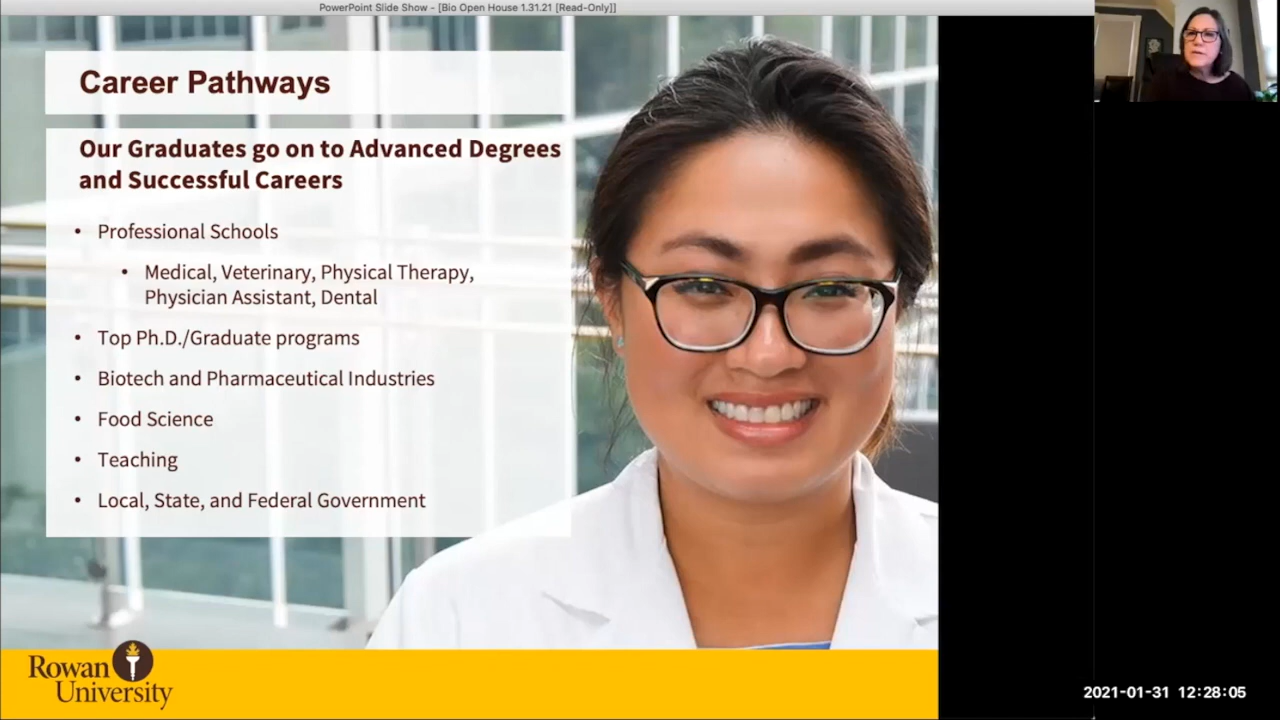 PowerPoint Slide Show - [Bio Open House 1.31.21 [Read-Only]]
Career Pathways
Our Graduates go on to Advanced Degrees
and Successful Careers
• Professional Schools
• Medical, Veterinary, Physical Therapy,
Physician Assistant, Dental
• Top Ph.D./Graduate programs
• Biotech and Pharmaceutical Industries
• Food Science
• Teaching
• Local, State, and Federal Government
Rowan
University
2021-01-31 12:28:05